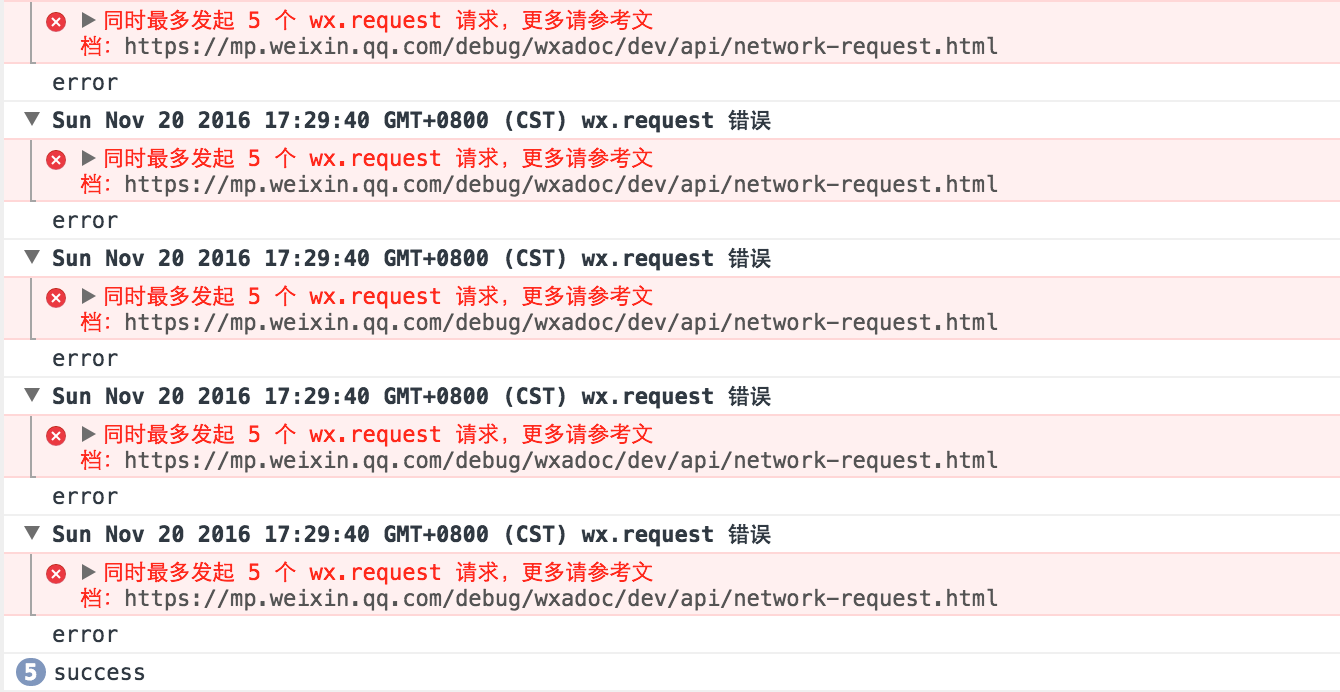 同时最多发起 5 个 wx.request 请求，更多请参考文
档：https://mp.weixin.qq.com/debug/wxadoc/dev/api/network-request.html
error
Sun Nov 20 2016 17:29:40 GMT+0800 (CST) wx.request 错误
同时最多发起 5 个 wx.request 请求，更多请参考文
档：https://mp.weixin.qq.com/debug/wxadoc/dev/api/network-request.html
error
Sun Nov 20 2016 17:29:40 GMT+0800 (CST) wx.request 错误
同时最多发起 5 个 wx.request 请求，更多请参考文
档：https://mp.weixin.qq.com/debug/wxadoc/dev/api/network-request.html
error
Sun Nov 20 2016 17:29:40 GMT+0800 (CST) wx.request 错误
同时最多发起 5 个 wx.request 请求，更多请参考文
档：https://mp.weixin.qq.com/debug/wxadoc/dev/api/network-request.html
error
Sun Nov 20 2016 17:29:40 GMT+0800 (CST) wx.request 错误
同时最多发起 5 个 wx.request 请求，更多请参考文
档：https://mp.weixin.qq.com/debug/wxadoc/dev/api/network-request.html
error
5 success